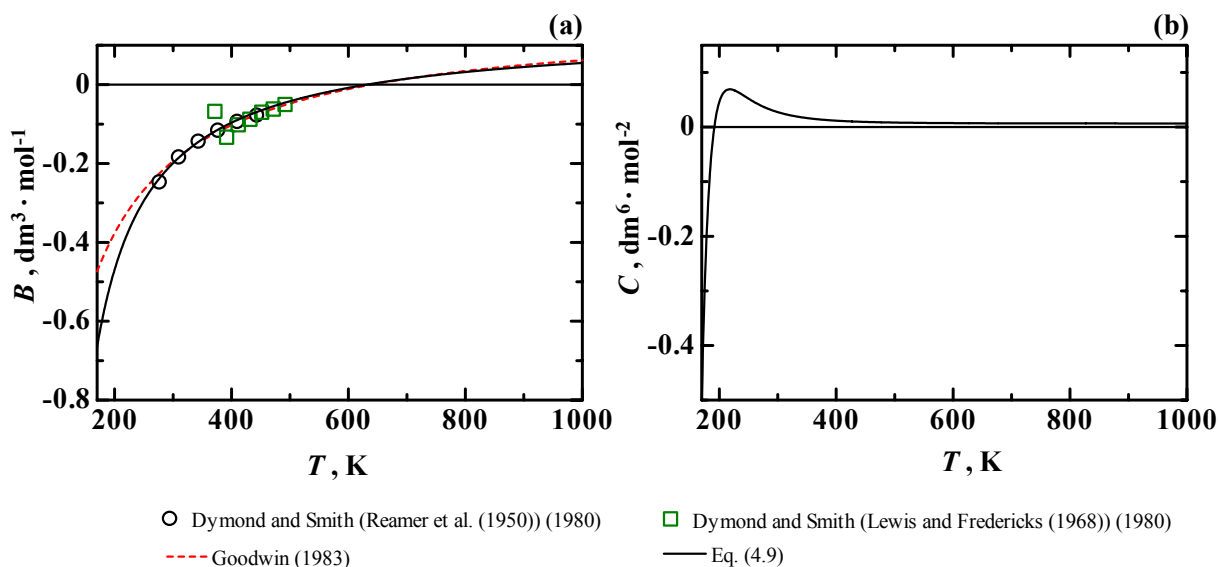 (a)
0
-0.2
-0.4
-0.6
-0.8
200 400 600 800 1000
B , dm³ · mol⁻¹
T , K
(b)
0
-0.2
-0.4
200 400 600 800 1000
C , dm⁶ · mol⁻²
T , K
Dymond and Smith (Reamer et al. (1950)) (1980)
Dymond and Smith (Lewis and Fredericks (1968)) (1980)
Goodwin (1983)
Eq. (4.9)